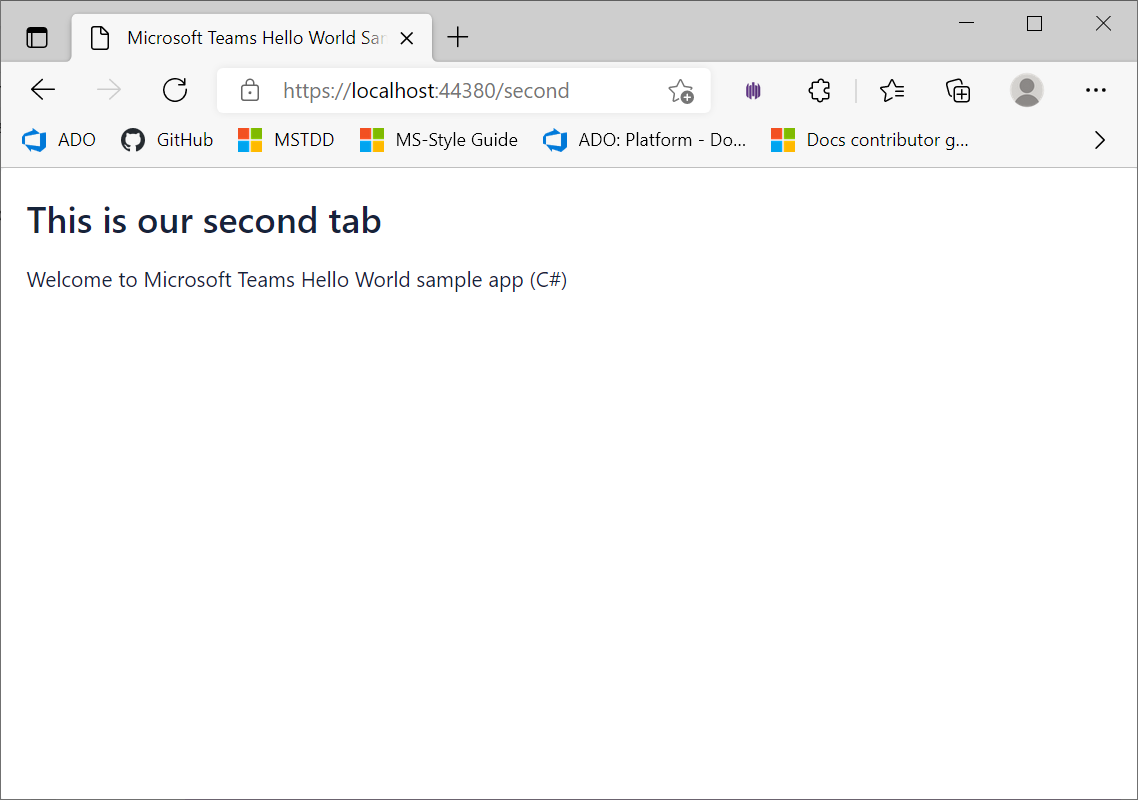 Microsoft Teams Hello World Sar
https://localhost:44380/second
ADO GitHub MSTDD MS-Style Guide ADO: Platform - Do... Docs contributor g...
This is our second tab
Welcome to Microsoft Teams Hello World sample app (C#)